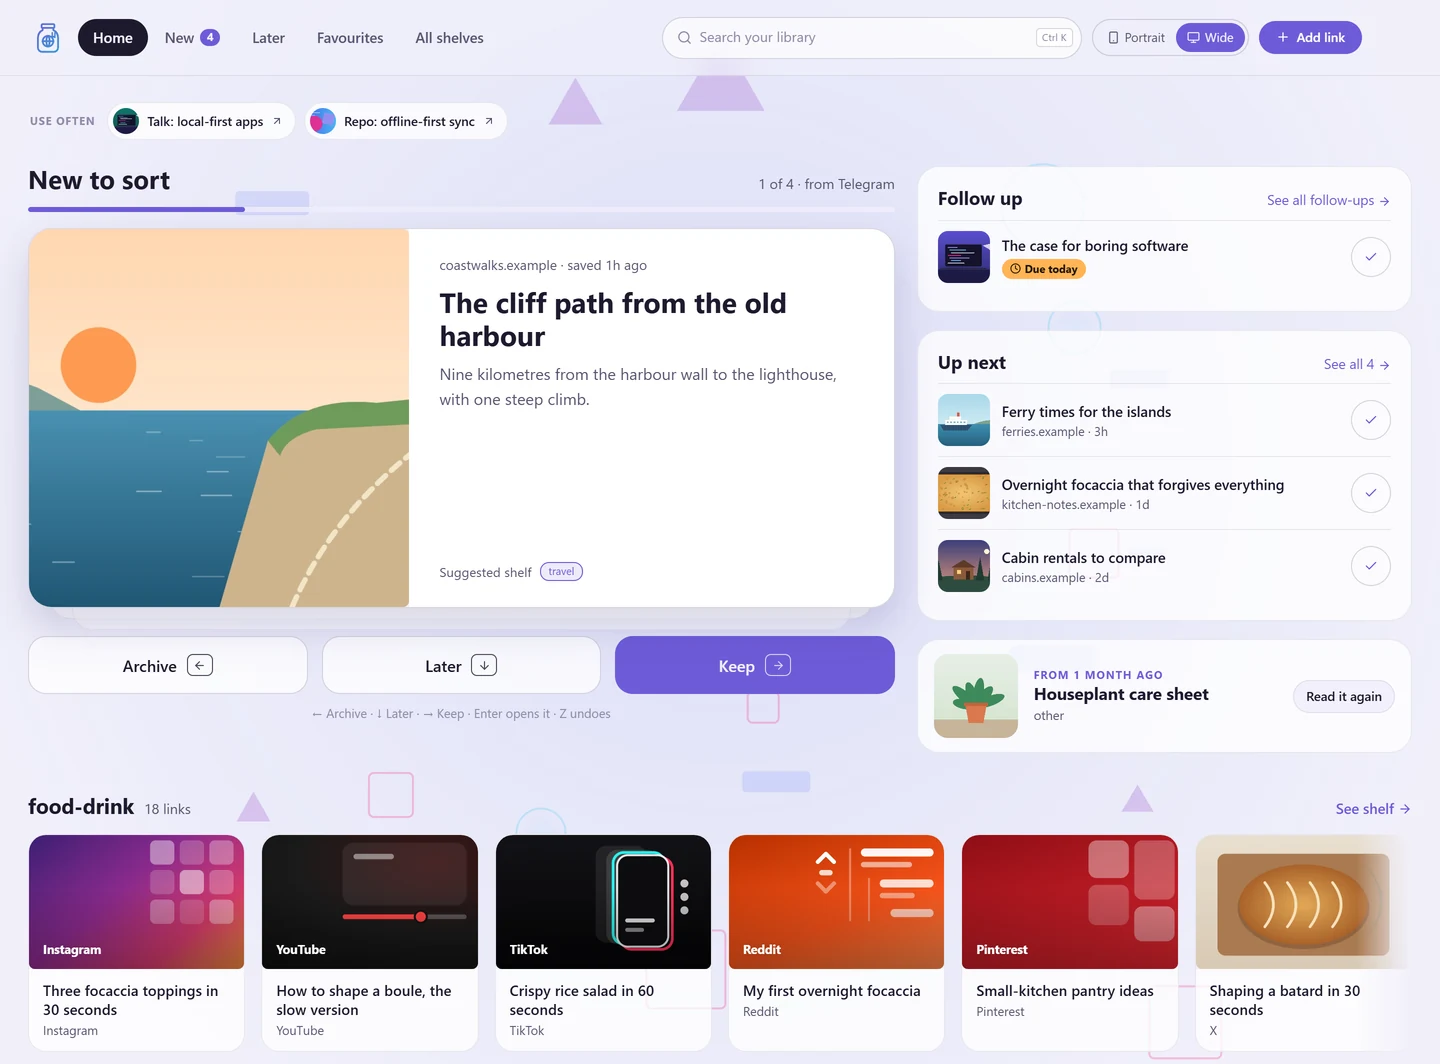 Home
New 4
Later
Favourites
All shelves
Search your library
Ctrl K
Portrait
Wide
+ Add link
USE OFTEN
Talk: local-first apps ↗
Repo: offline-first sync ↗
New to sort
1 of 4 · from Telegram
coastwalks.example · saved 1h ago
The cliff path from the old
harbour
Nine kilometres from the harbour wall to the lighthouse,
with one steep climb.
Suggested shelf travel
Archive ←
Later ↓
Keep →
← Archive · ↓ Later · → Keep · Enter opens it · Z undoes
Follow up
See all follow-ups →
The case for boring software
Due today
Up next
See all 4 →
Ferry times for the islands
ferries.example · 3h
Overnight focaccia that forgives everything
kitchen-notes.example · 1d
Cabin rentals to compare
cabins.example · 2d
FROM 1 MONTH AGO
Houseplant care sheet
other
Read it again
food-drink 18 links
See shelf →
Instagram
Three focaccia toppings in
30 seconds
Instagram
YouTube
How to shape a boule, the
slow version
YouTube
TikTok
Crispy rice salad in 60
seconds
TikTok
Reddit
My first overnight focaccia
Reddit
Pinterest
Small-kitchen pantry ideas
Pinterest
Shaping a batard in 30
seconds
X